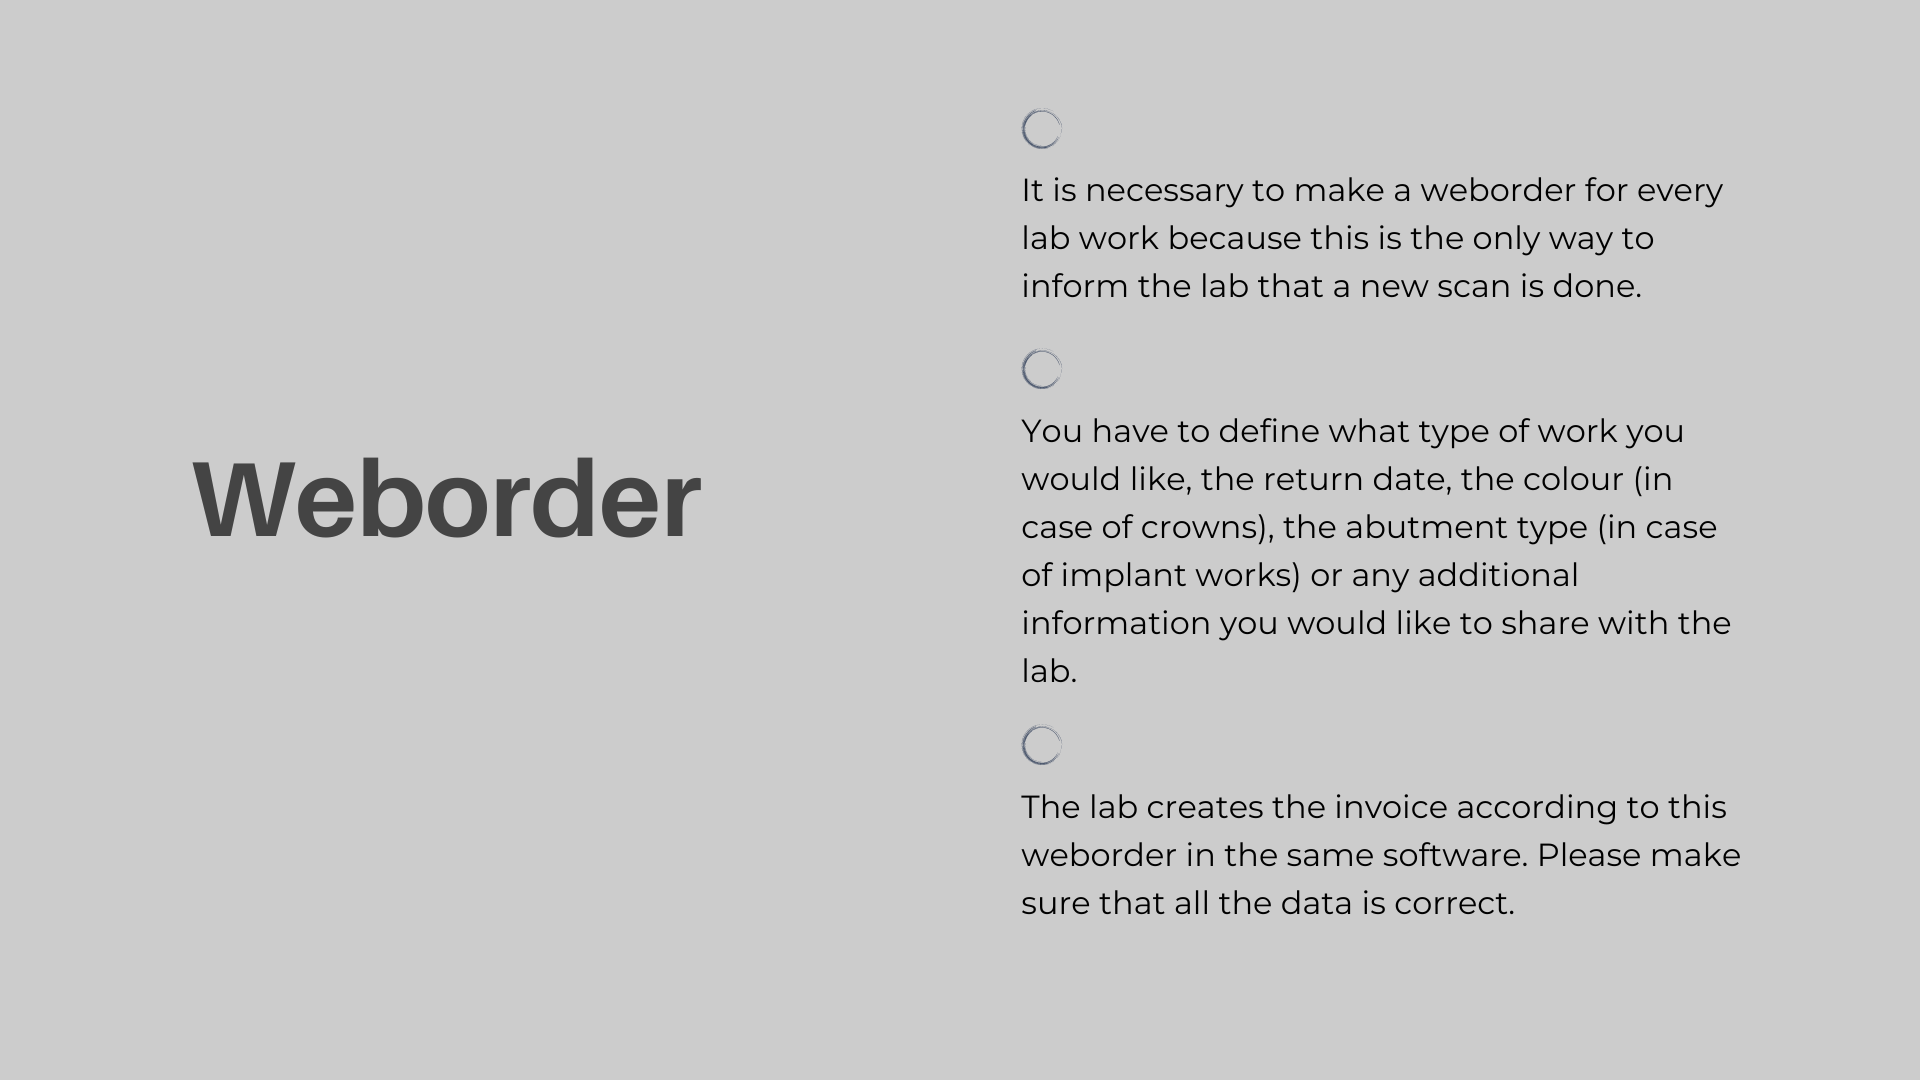 Weborder
It is necessary to make a weborder for every
lab work because this is the only way to
inform the lab that a new scan is done.
You have to define what type of work you
would like, the return date, the colour (in
case of crowns), the abutment type (in case
of implant works) or any additional
information you would like to share with the
lab.
The lab creates the invoice according to this
weborder in the same software. Please make
sure that all the data is correct.